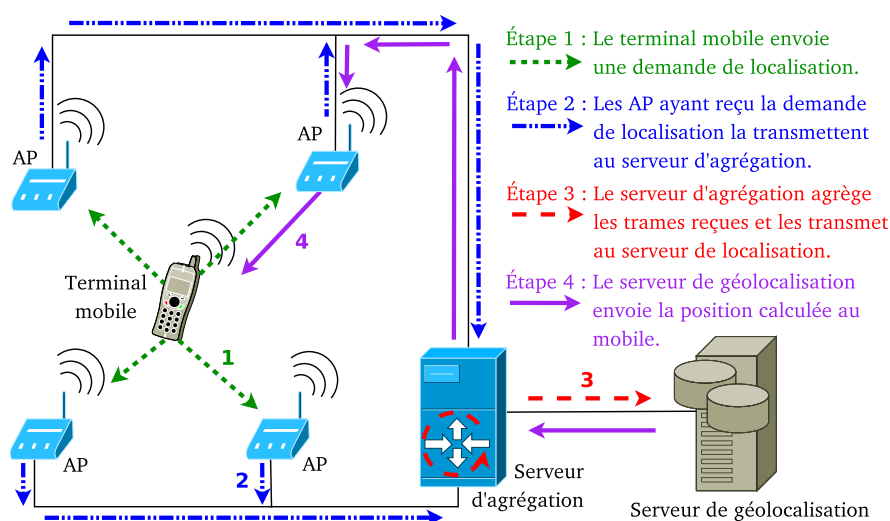 Étape 1 : Le terminal mobile envoie
une demande de localisation.
Étape 2 : Les AP ayant reçu la demande
de localisation la transmettent
au serveur d'agrégation.
Étape 3 : Le serveur d'agrégation agrège
les trames reçues et les transmet
au serveur de localisation.
Étape 4 : Le serveur de géolocalisation
envoie la position calculée au
mobile.
AP
AP
4
Terminal
mobile
1
3
AP
AP
2
Serveur
d'agrégation
Serveur de géolocalisation